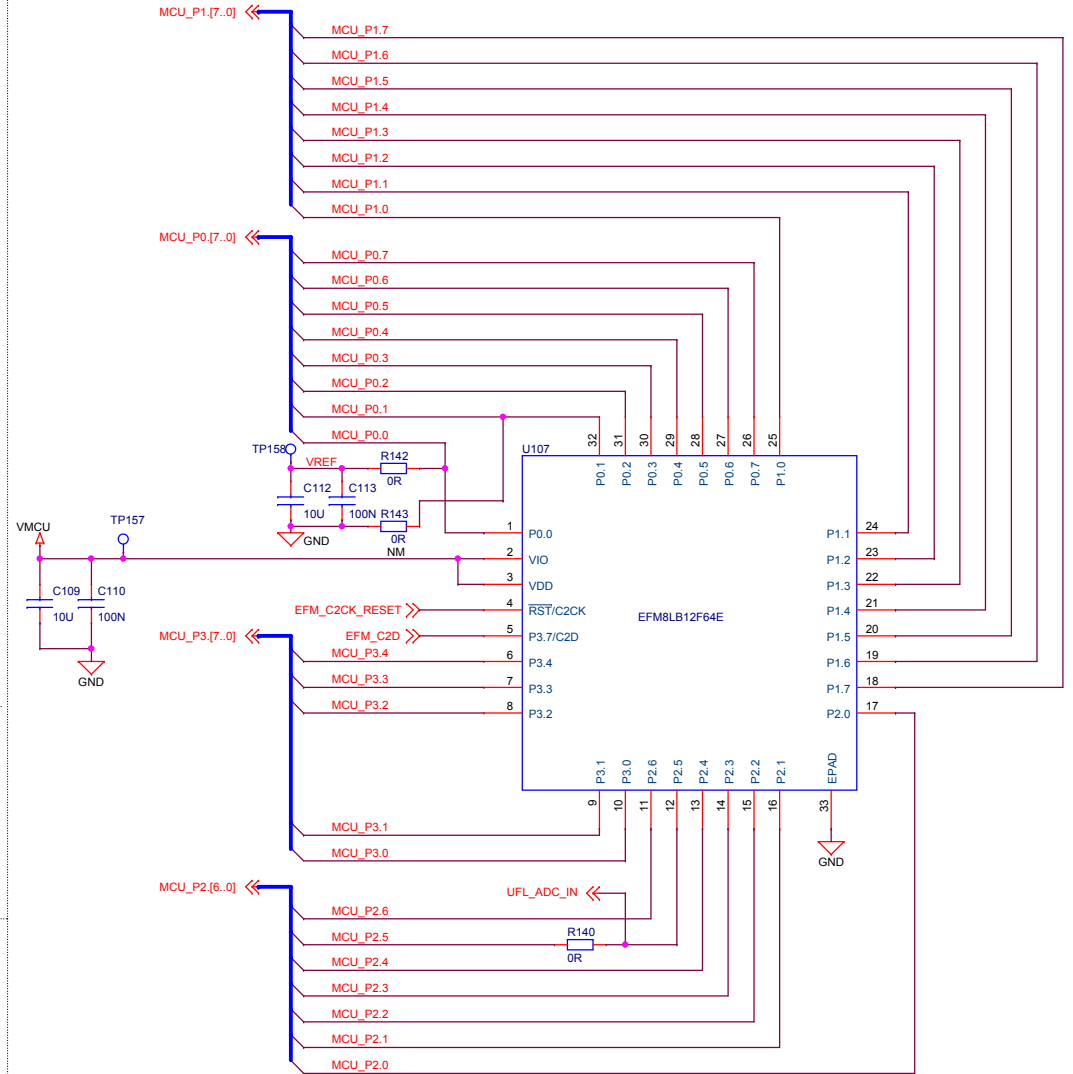 MCU_P1.[7..0]
MCU_P1.7
MCU_P1.6
MCU_P1.5
MCU_P1.4
MCU_P1.3
MCU_P1.2
MCU_P1.1
MCU_P1.0
MCU_P0.[7..0]
MCU_P0.7
MCU_P0.6
MCU_P0.5
MCU_P0.4
MCU_P0.3
MCU_P0.2
MCU_P0.1
MCU_P0.0
TP158
VREF
R142
0R
C112
10U
C113
100N
R143
0R
NM
GND
VMCU
TP157
C109
10U
C110
100N
GND
U107
32
31
30
29
28
27
26
25
P0.1
P0.2
P0.3
P0.4
P0.5
P0.6
P0.7
P1.0
1 P0.0
2 VIO
3 VDD
EFM_C2CK_RESET 4 RST/C2CK
EFM_C2D 5 P3.7/C2D
6 P3.4
7 P3.3
8 P3.2
EFM8LB12F64E
P1.1 24
P1.2 23
P1.3 22
P1.4 21
P1.5 20
P1.6 19
P1.7 18
P2.0 17
MCU_P3.[7..0]
MCU_P3.4
MCU_P3.3
MCU_P3.2
P3.1
P3.0
P2.6
P2.5
P2.4
P2.3
P2.2
P2.1
EPAD
9
10
11
12
13
14
15
16
33
GND
MCU_P3.1
MCU_P3.0
MCU_P2.[6..0]
UFL_ADC_IN
MCU_P2.6
MCU_P2.5
R140
0R
MCU_P2.4
MCU_P2.3
MCU_P2.2
MCU_P2.1
MCU_P2.0